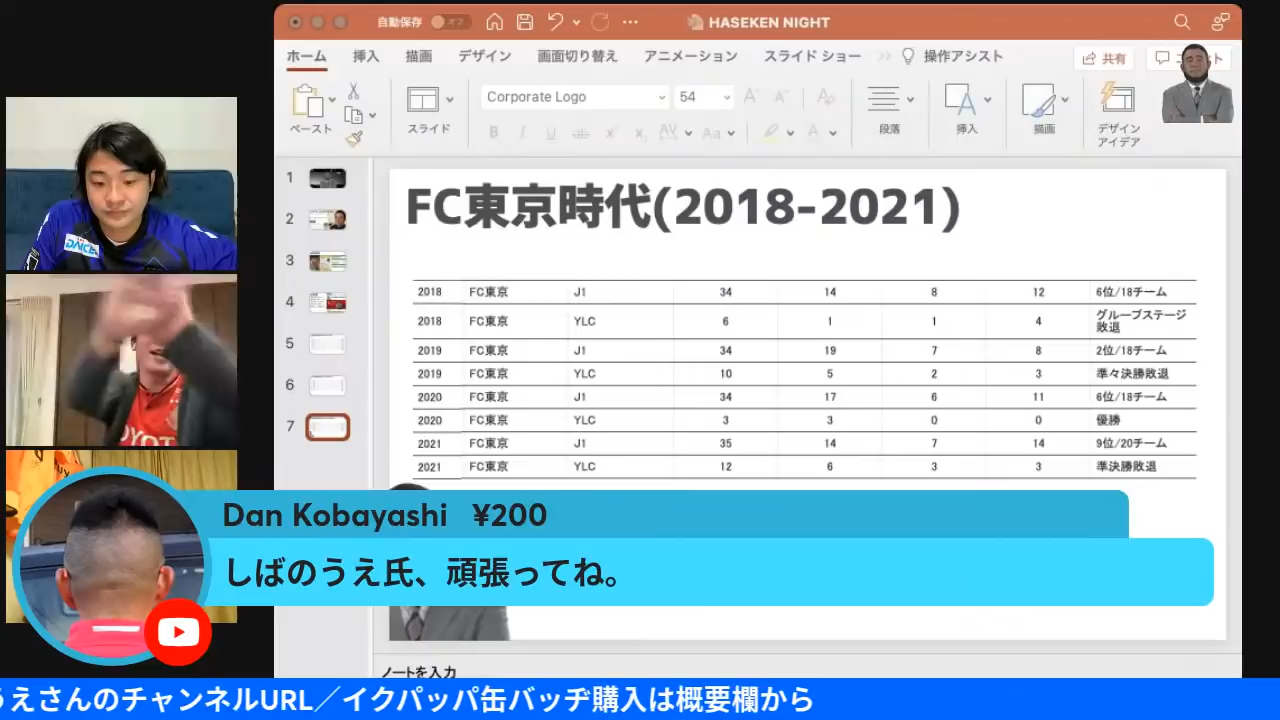 自動保存 オフ
HASEKEN NIGHT
ホーム 挿入 描画 デザイン 画面切り替え アニメーション スライド ショー 操作アシスト 共有
ペースト スライド
Corporate Logo 54
段落 挿入 描画 デザイン
アイデア
1
2
3
4
5
6
7
FC東京時代(2018-2021)
2018 FC東京 J1 34 14 8 12 6位/18チーム
2018 FC東京 YLC 6 1 1 4 グループステージ
敗退
2019 FC東京 J1 34 19 7 8 2位/18チーム
2019 FC東京 YLC 10 5 2 3 準々決勝敗退
2020 FC東京 J1 34 17 6 11 6位/18チーム
2020 FC東京 YLC 3 3 0 0 優勝
2021 FC東京 J1 35 14 7 14 9位/20チーム
2021 FC東京 YLC 12 6 3 3 準決勝敗退
Dan Kobayashi ¥200
しばのうえ氏、頑張ってね。
ノートを入力
うえさんのチャンネルURL／イクパッパ缶バッヂ購入は概要欄から